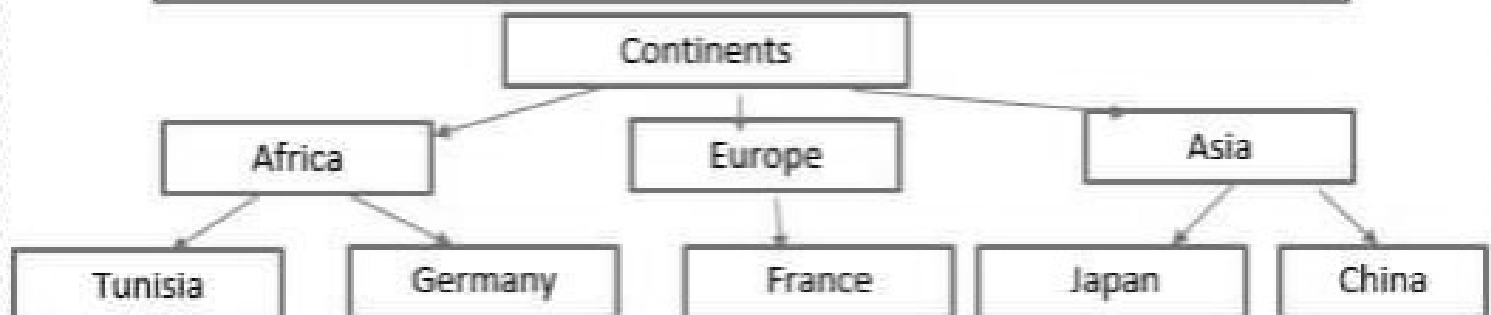 Continents
Africa
Europe
Asia
Tunisia
Germany
France
Japan
China